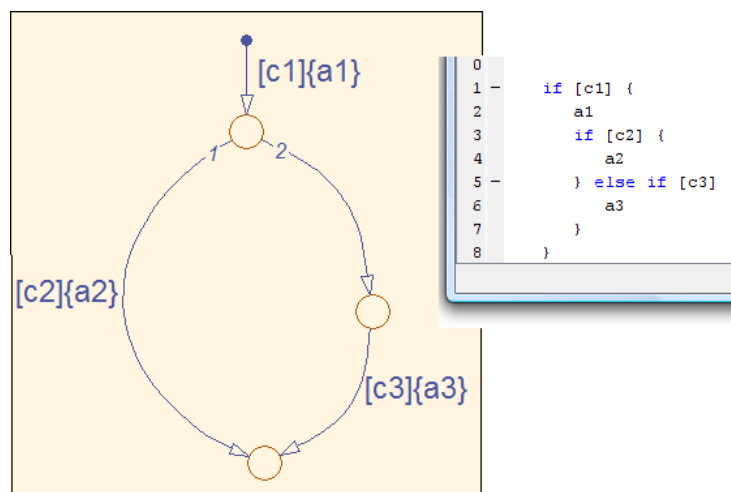 [c1]{a1}
1 2
[c2]{a2}
[c3]{a3}
0
1 – if [c1] {
2 a1
3 if [c2] {
4 a2
5 – } else if [c3]
6 a3
7 }
8 }